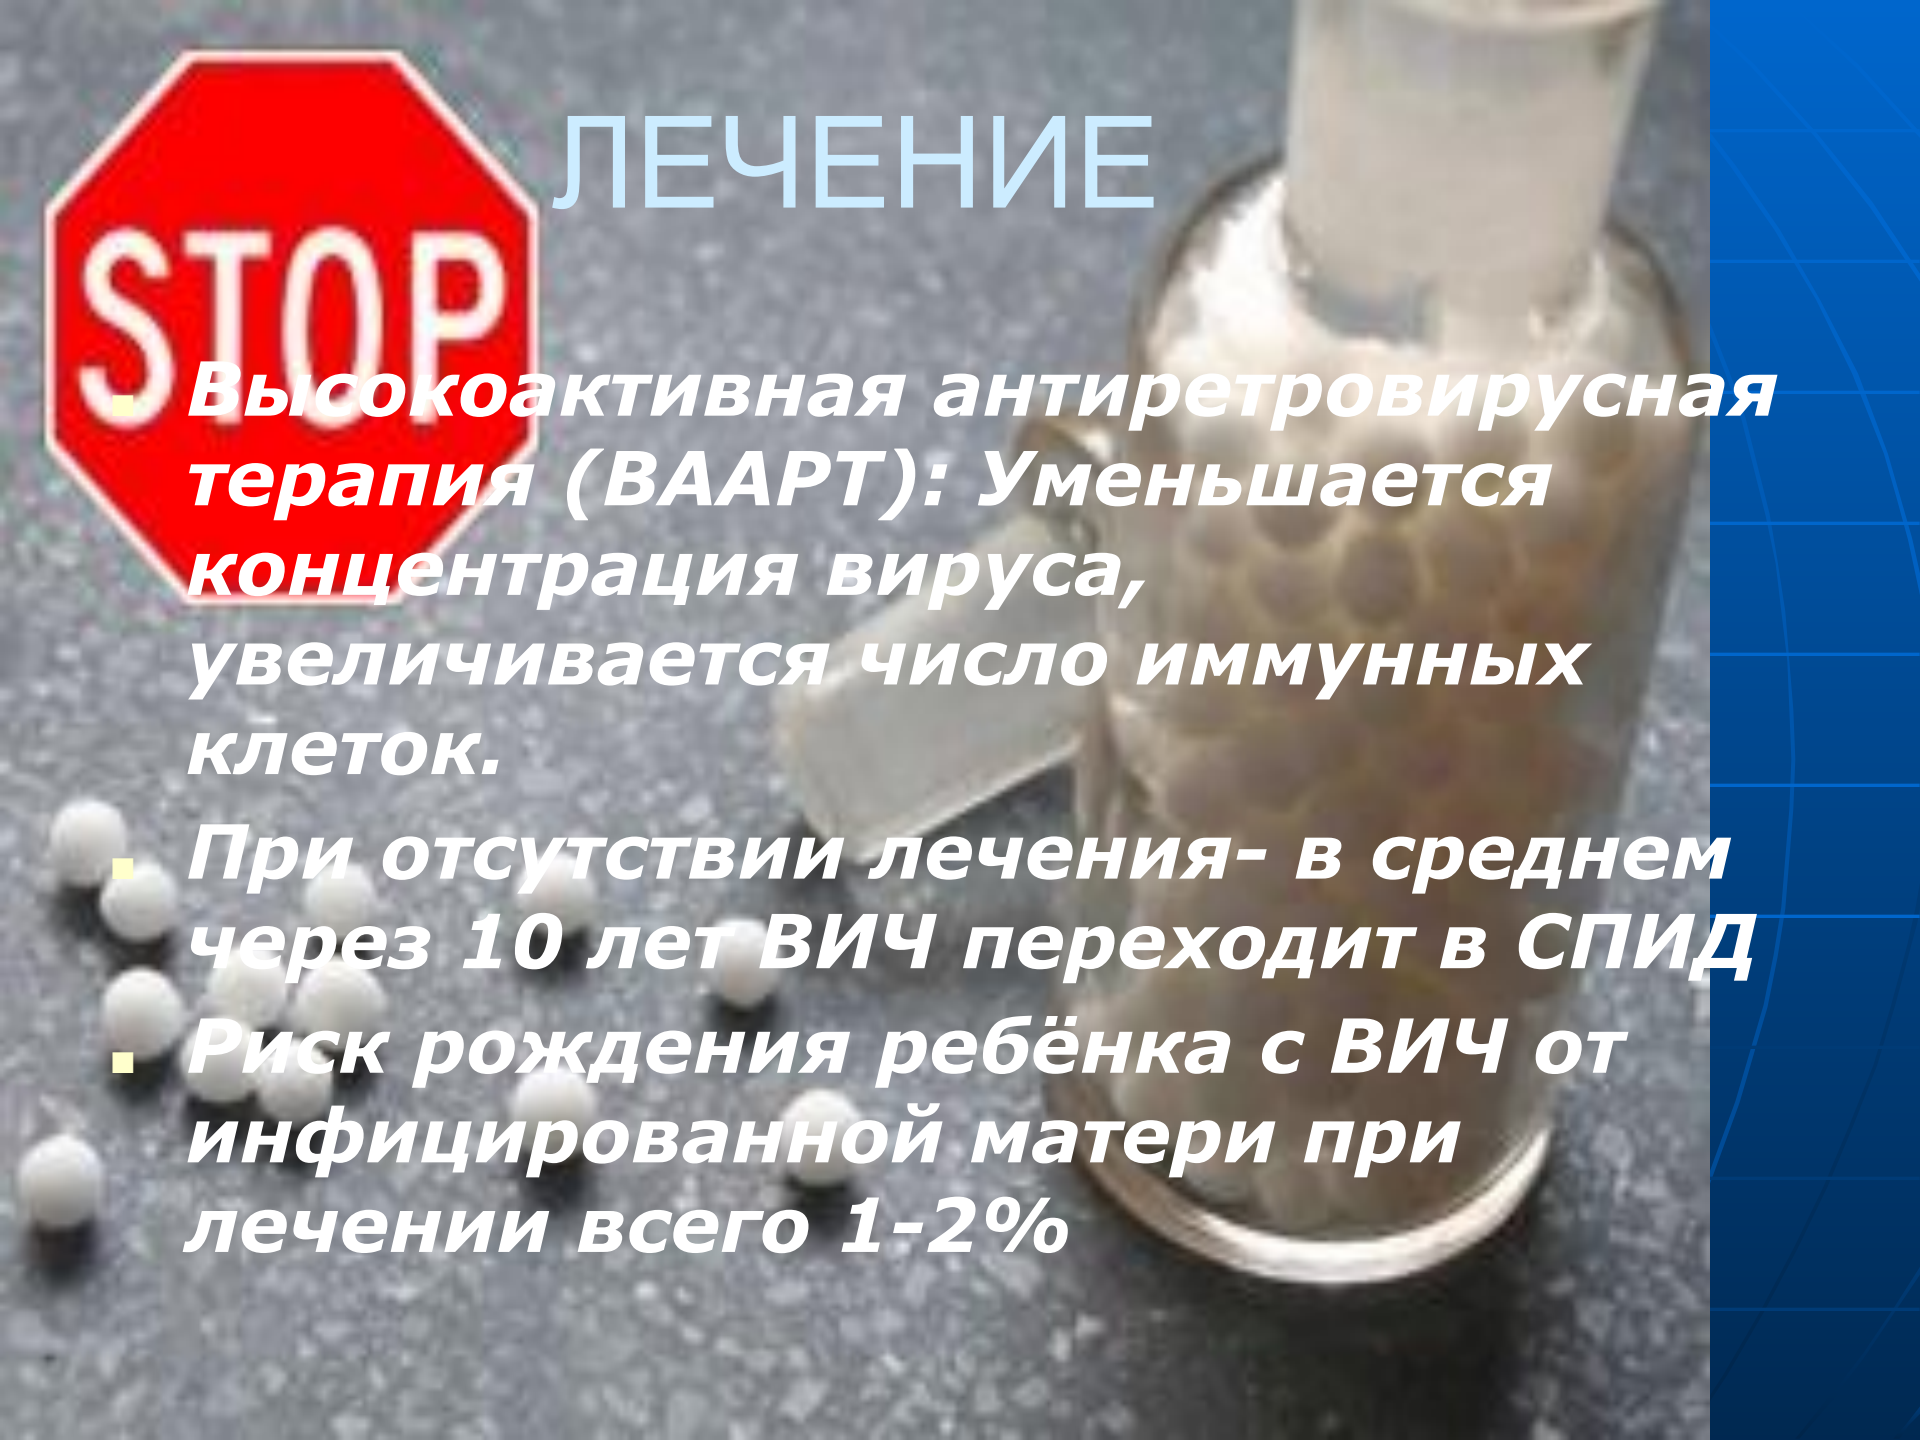 STOP
ЛЕЧЕНИЕ
Высокоактивная антиретровирусная
терапия (ВААРТ): Уменьшается
концентрация вируса,
увеличивается число иммунных
клеток.
При отсутствии лечения- в среднем
через 10 лет ВИЧ переходит в СПИД
Риск рождения ребёнка с ВИЧ от
инфицированной матери при
лечении всего 1-2%